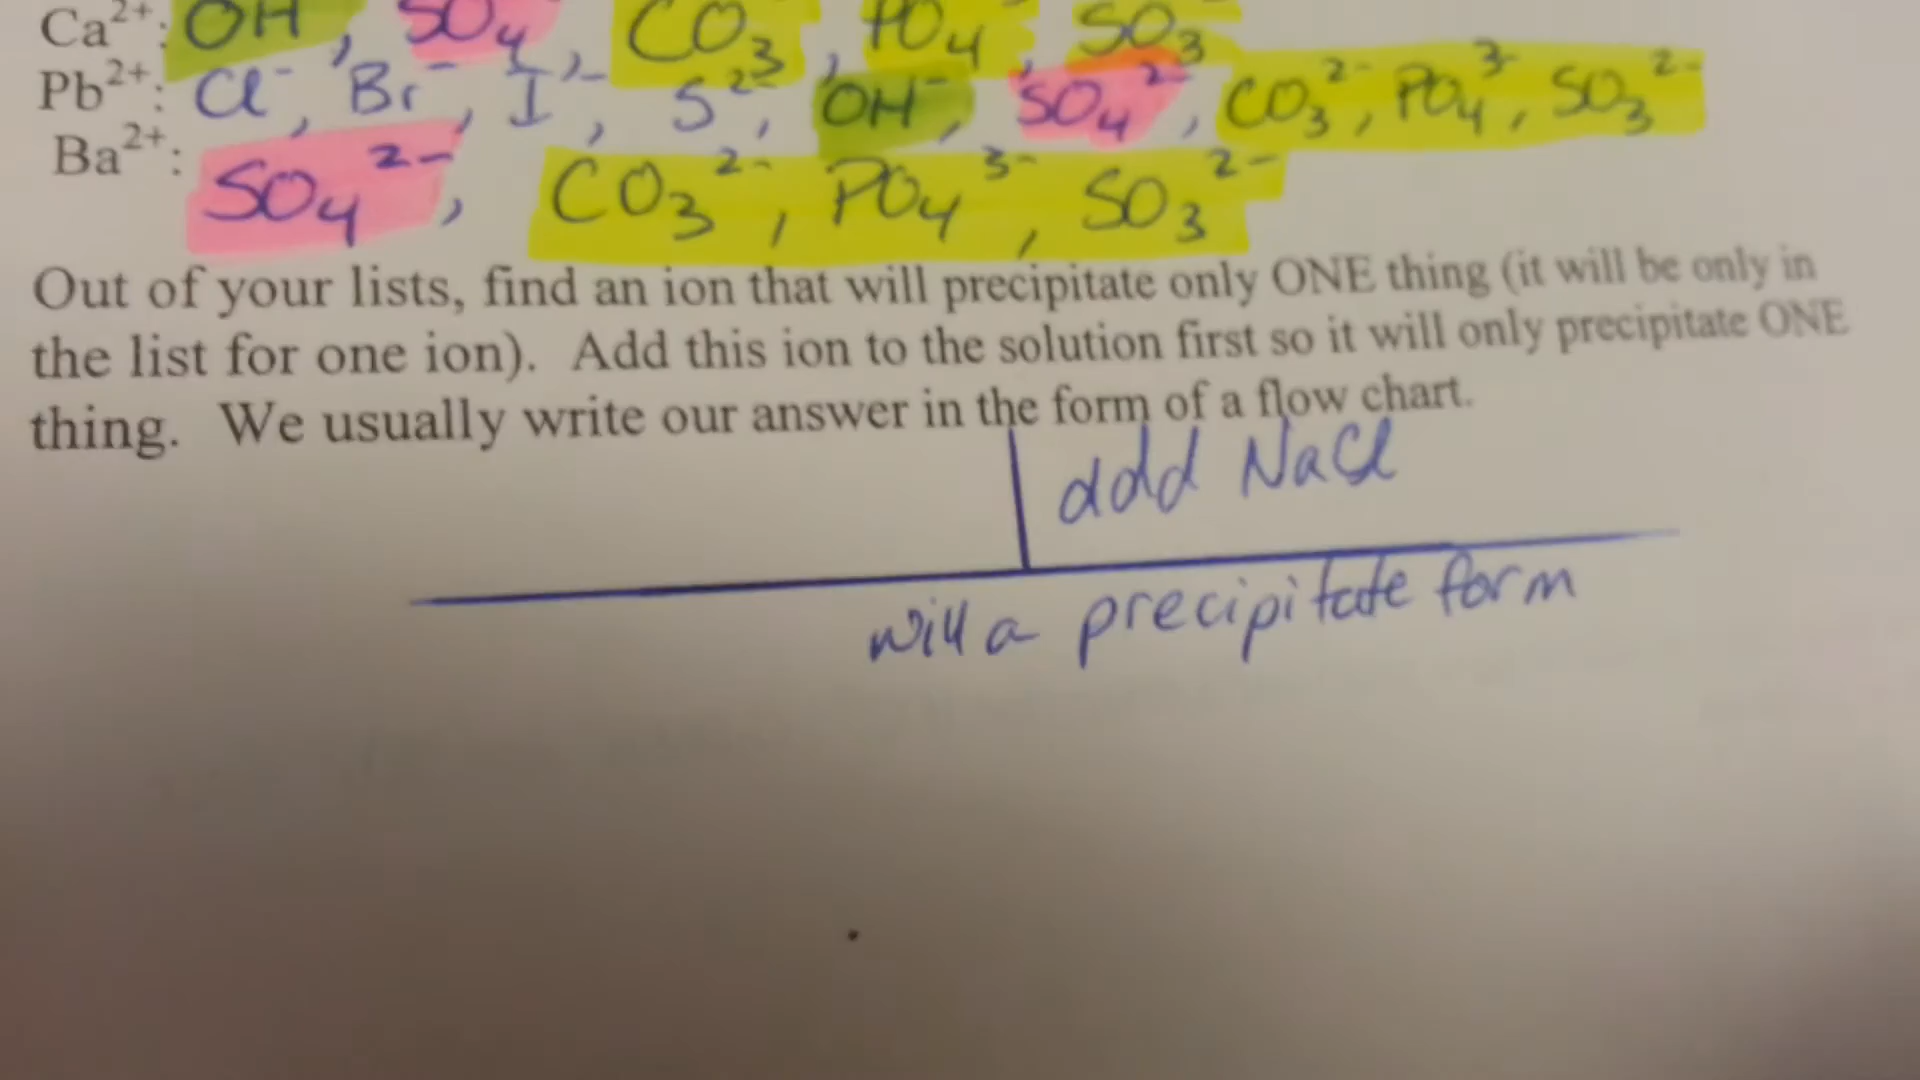 Ca²⁺: OH⁻, SO₄, CO₃, PO₄, SO₃
Pb²⁺: Cl⁻, Br⁻, I⁻, S²⁻, OH⁻, SO₄²⁻, CO₃²⁻, PO₄³⁻, SO₃²⁻
Ba²⁺: SO₄²⁻, CO₃²⁻, PO₄³⁻, SO₃²⁻
Out of your lists, find an ion that will precipitate only ONE thing (it will be only in
the list for one ion). Add this ion to the solution first so it will only precipitate ONE
thing. We usually write our answer in the form of a flow chart.
add NaCl
will a precipitate form